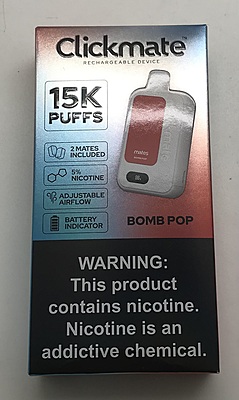 Clickmate™
RECHARGEABLE DEVICE
15K
PUFFS
2 MATES
INCLUDED
5%
NICOTINE
ADJUSTABLE
AIRFLOW
BATTERY
INDICATOR
mates
BOMB POP
WARNING:
This product
contains nicotine.
Nicotine is an
addictive chemical.